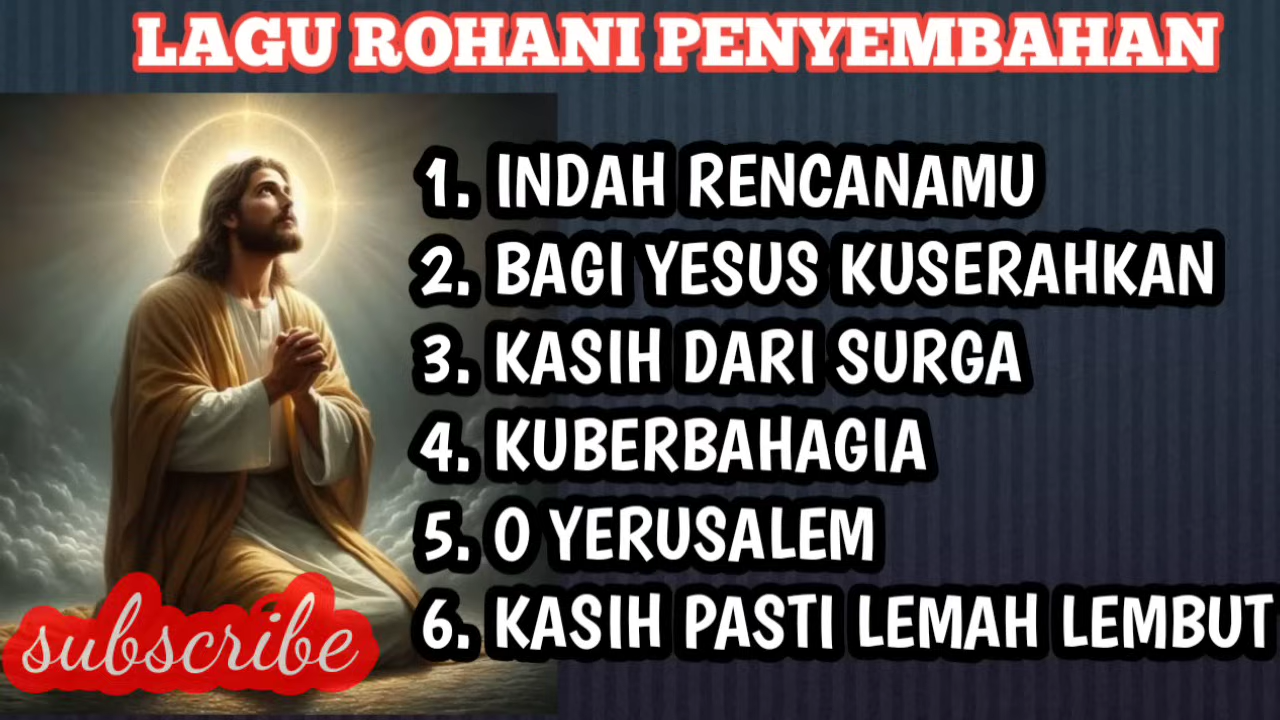 LAGU ROHANI PENYEMBAHAN
1. INDAH RENCANAMU
2. BAGI YESUS KUSERAHKAN
3. KASIH DARI SURGA
4. KUBERBAHAGIA
5. O YERUSALEM
6. KASIH PASTI LEMAH LEMBUT
subscribe